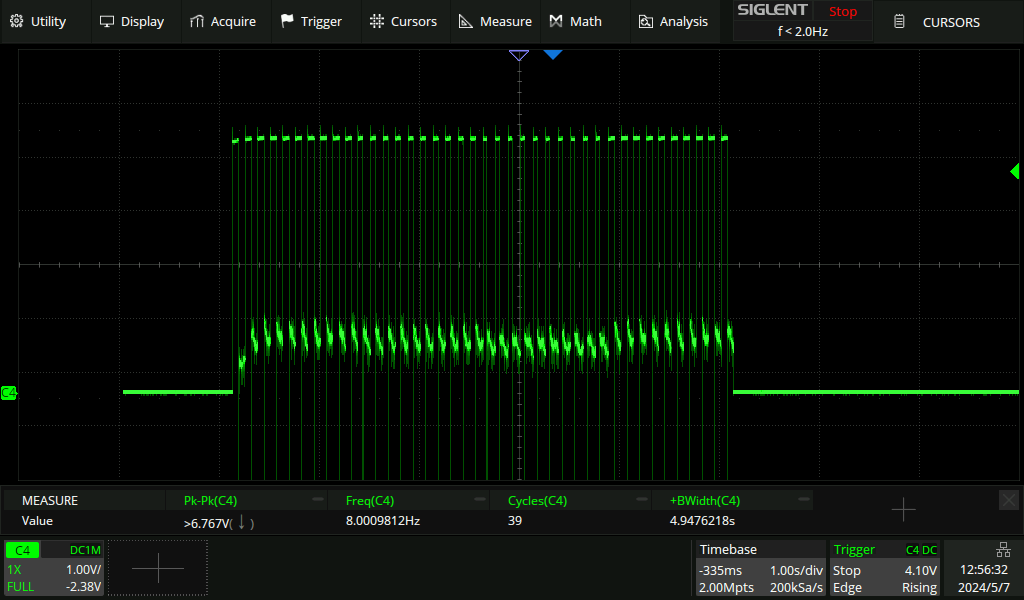 Utility Display Acquire Trigger Cursors Measure Math Analysis SIGLENT Stop CURSORS
f < 2.0Hz
C4
MEASURE Pk-Pk(C4) Freq(C4) Cycles(C4) +BWidth(C4)
Value >6.767V(↓) 8.0009812Hz 39 4.9476218s
C4 DC1M Timebase Trigger C4 DC
1X 1.00V/ -335ms 1.00s/div Stop 4.10V 12:56:32
FULL -2.38V 2.00Mpts 200kSa/s Edge Rising 2024/5/7